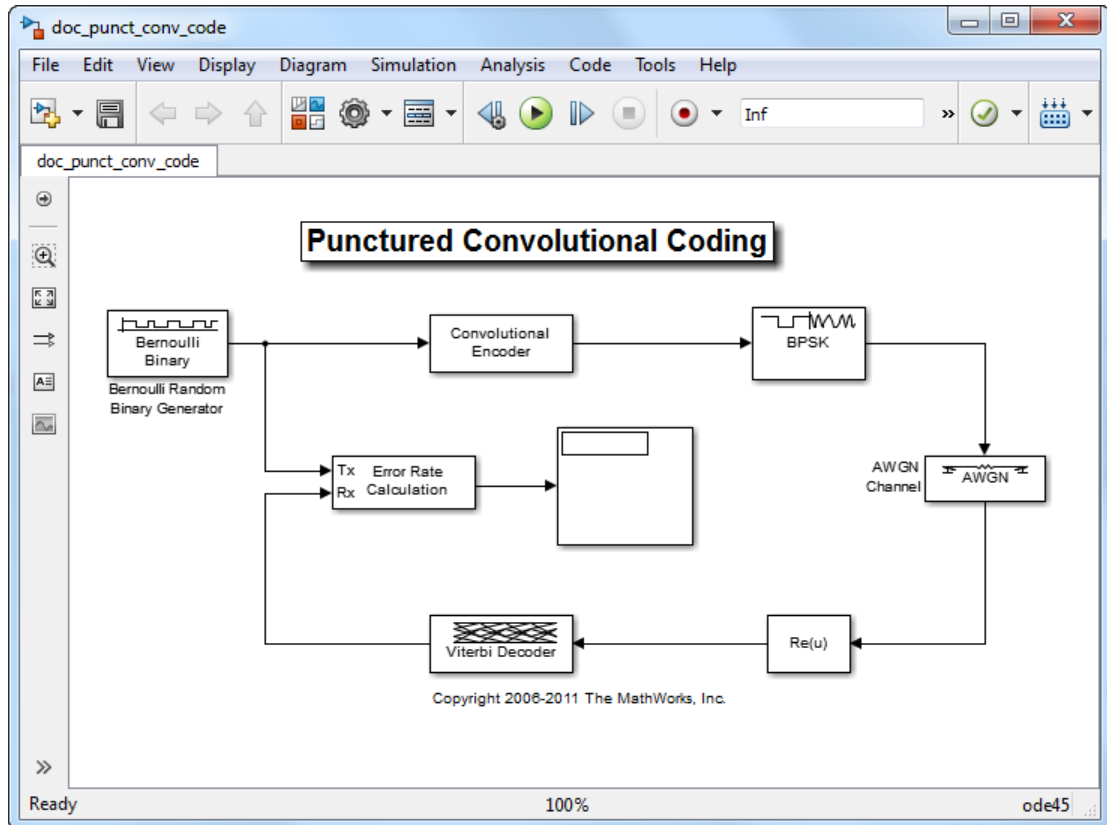 doc_punct_conv_code
File Edit View Display Diagram Simulation Analysis Code Tools Help
Inf
»
doc_punct_conv_code
Punctured Convolutional Coding
Bernoulli
Binary
Bernoulli Random
Binary Generator
Convolutional
Encoder
BPSK
Tx
Rx
Error Rate
Calculation
AWGN
Channel
AWGN
Viterbi Decoder
Re(u)
Copyright 2006-2011 The MathWorks, Inc.
»
Ready 100% ode45